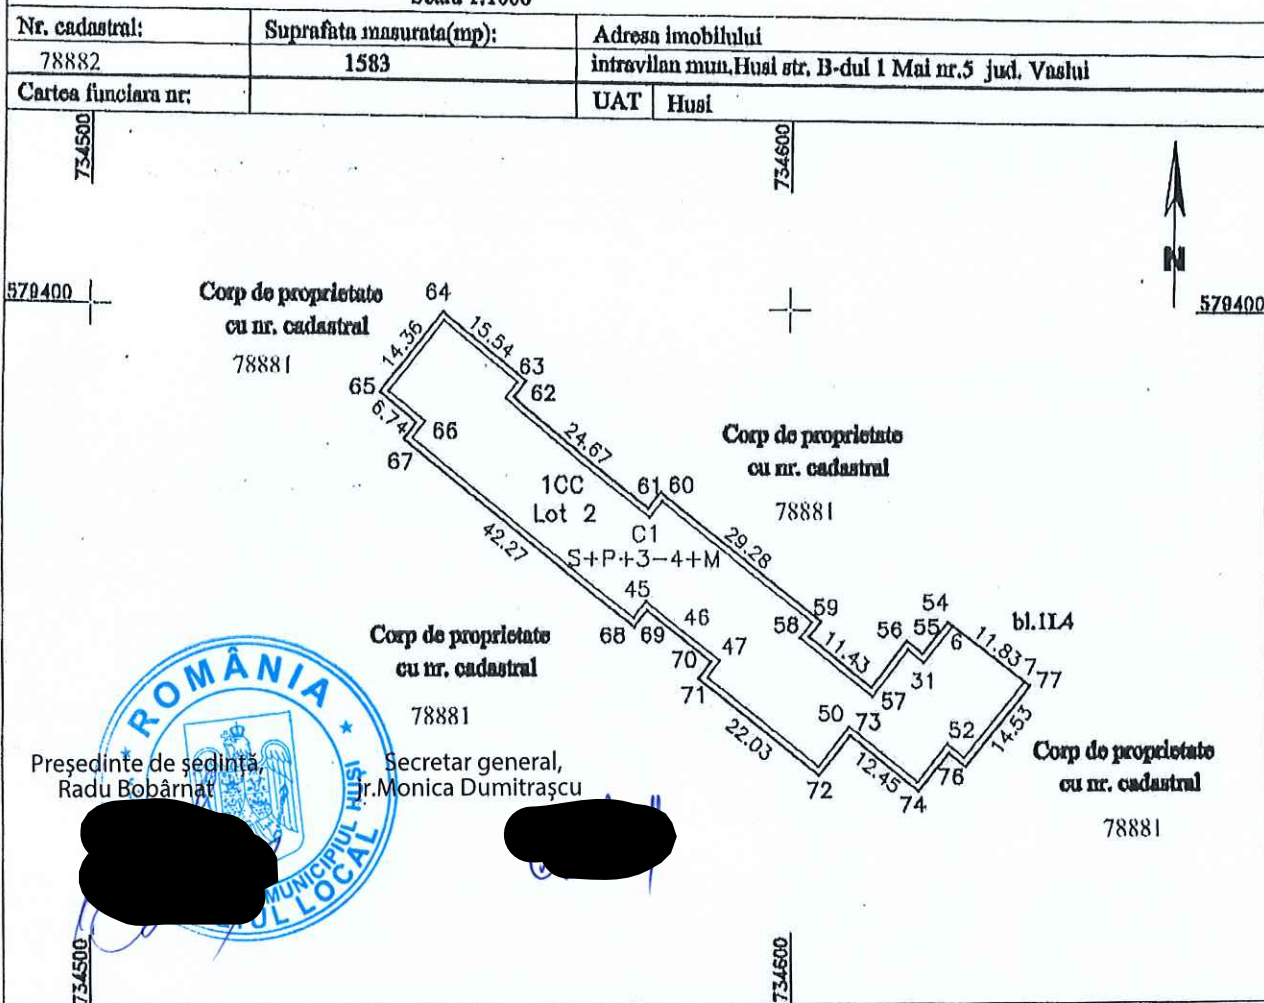 Nr. cadastral:
Suprafata masurata(mp):
Adresa imobilului
78882
1583
intravilan mun.Husi str. B-dul 1 Mai nr.5 jud. Vaslui
Cartea funciara nr:
UAT
Husi
734500
734600
N
579400
579400
Corp de proprietate
cu nr. cadastral
78881
64
14.36
15.54
63
62
65
6.74
66
67
24.67
Corp de proprietate
cu nr. cadastral
78881
1CC
Lot 2
61
60
C1
S+P+3-4+M
42.27
29.28
45
46
68
69
47
70
71
59
58
11.43
56
55
54
6
11.83
7
77
bl.1L4
57
31
Corp de proprietate
cu nr. cadastral
78881
22.03
50
73
52
14.53
12.45
72
74
76
Corp de proprietate
cu nr. cadastral
78881
ROMÂNIA
MUNICIPIUL HUȘI
LOCAL
Preşedinte de şedinţă,
Radu Bobârnat
Secretar general,
jr.Monica Dumitraşcu
734500
734600